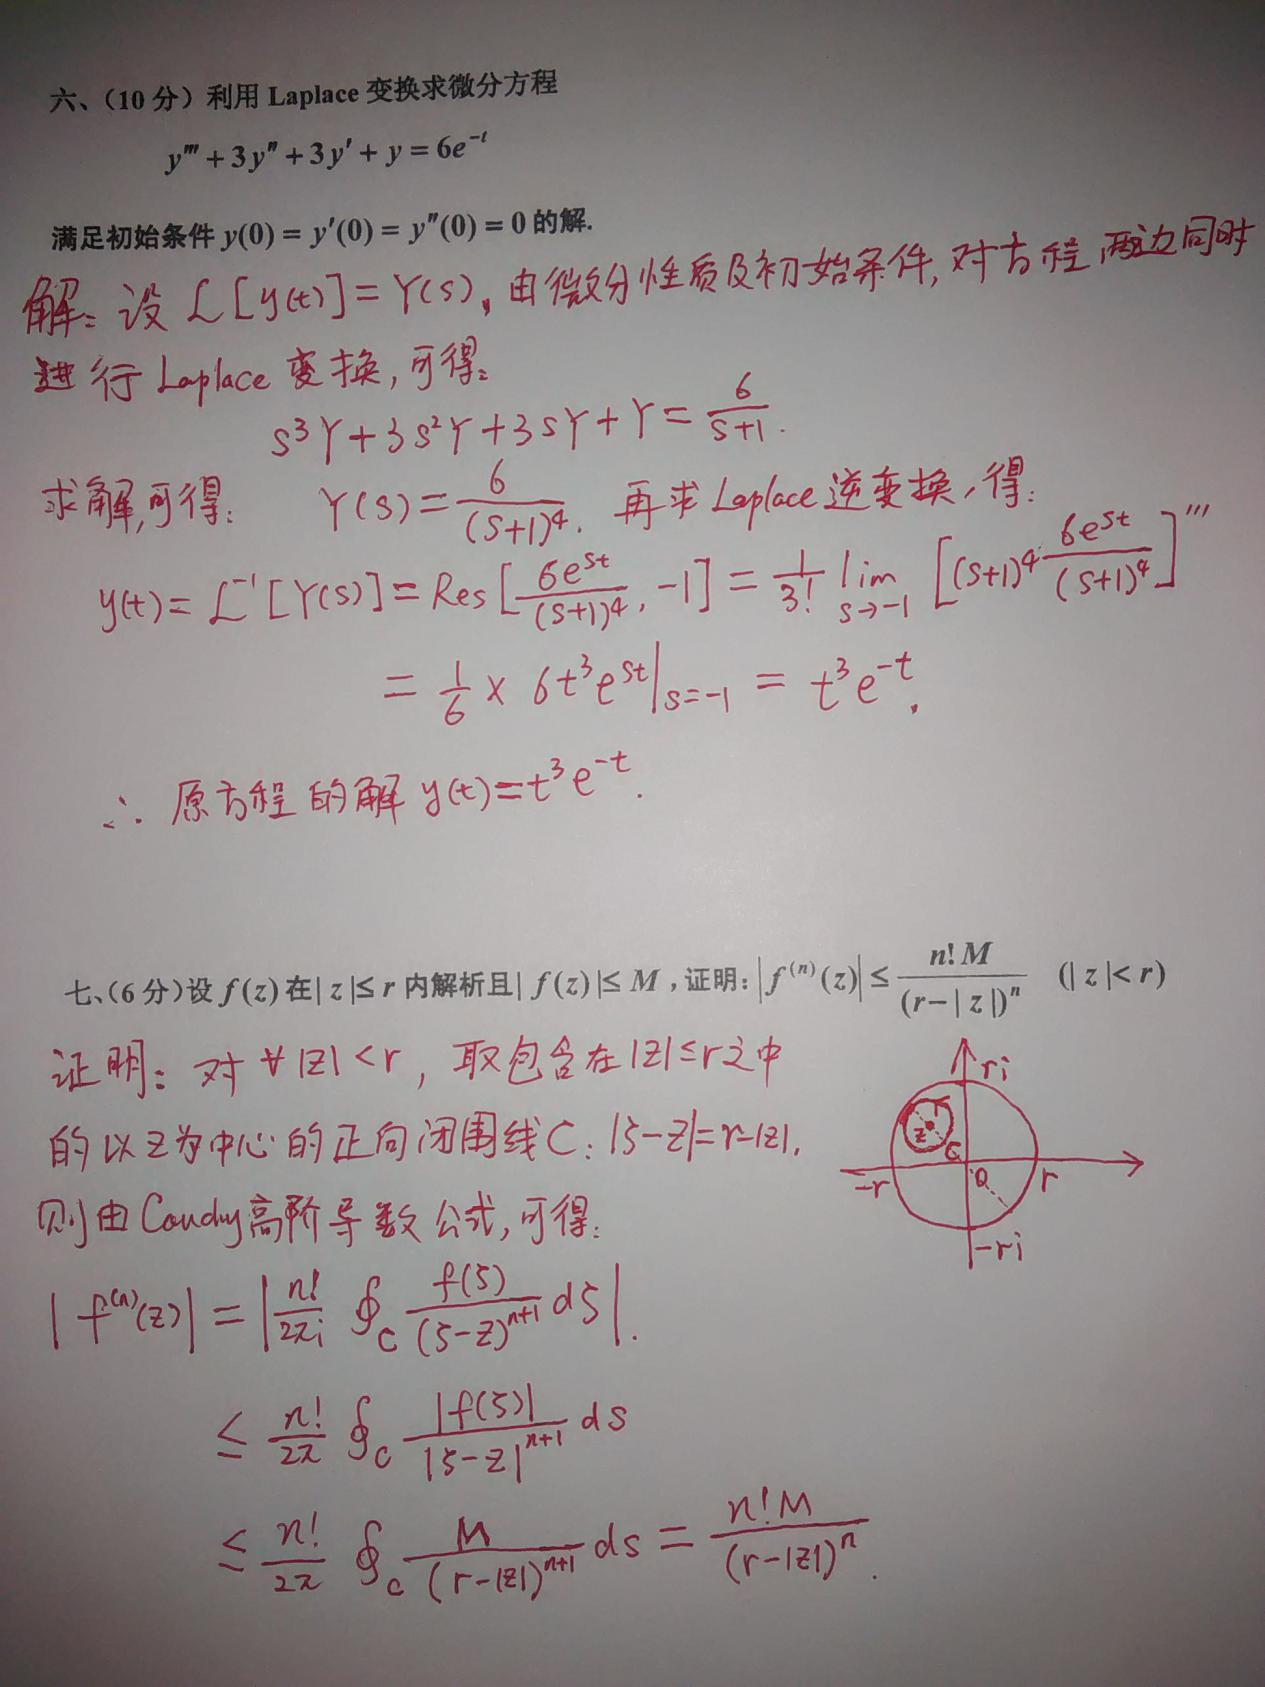 六、（10分）利用 Laplace 变换求微分方程
y''' + 3y'' + 3y' + y = 6e^{-t}
满足初始条件 y(0) = y'(0) = y''(0) = 0 的解.
解: 设 ℒ[y(t)] = Y(s), 由微分性质及初始条件, 对方程两边同时
进行 Laplace 变换, 可得:
s³Y + 3s²Y + 3sY + Y = 6/(s+1).
求解, 可得: Y(s) = 6/(s+1)⁴. 再求 Laplace 逆变换, 得:
y(t) = ℒ⁻¹[Y(s)] = Res[6e^{st}/(s+1)⁴, -1] = 1/3! lim_{s→-1} [(s+1)⁴·6e^{st}/(s+1)⁴]'''
= 1/6 × 6t³e^{st}|_{s=-1} = t³e^{-t}.
∴ 原方程的解 y(t) = t³e^{-t}.
七、（6分）设 f(z) 在 |z| ≤ r 内解析且 |f(z)| ≤ M, 证明: |f^{(n)}(z)| ≤ n!M/(r-|z|)^n (|z| < r)
证明: 对 ∀|z| < r, 取包含在 |z| ≤ r 之中
的以 z 为中心的正向闭围线 C: |ζ-z| = r-|z|.
则由 Cauchy 高阶导数公式, 可得:
ri
z
C
-r
0
r
-ri
|f^{(n)}(z)| = |n!/2πi ∮_C f(ζ)/(ζ-z)^{n+1} dζ|.
≤ n!/2π ∮_C |f(ζ)|/|ζ-z|^{n+1} ds
≤ n!/2π ∮_C M/(r-|z|)^{n+1} ds = n!M/(r-|z|)^n.